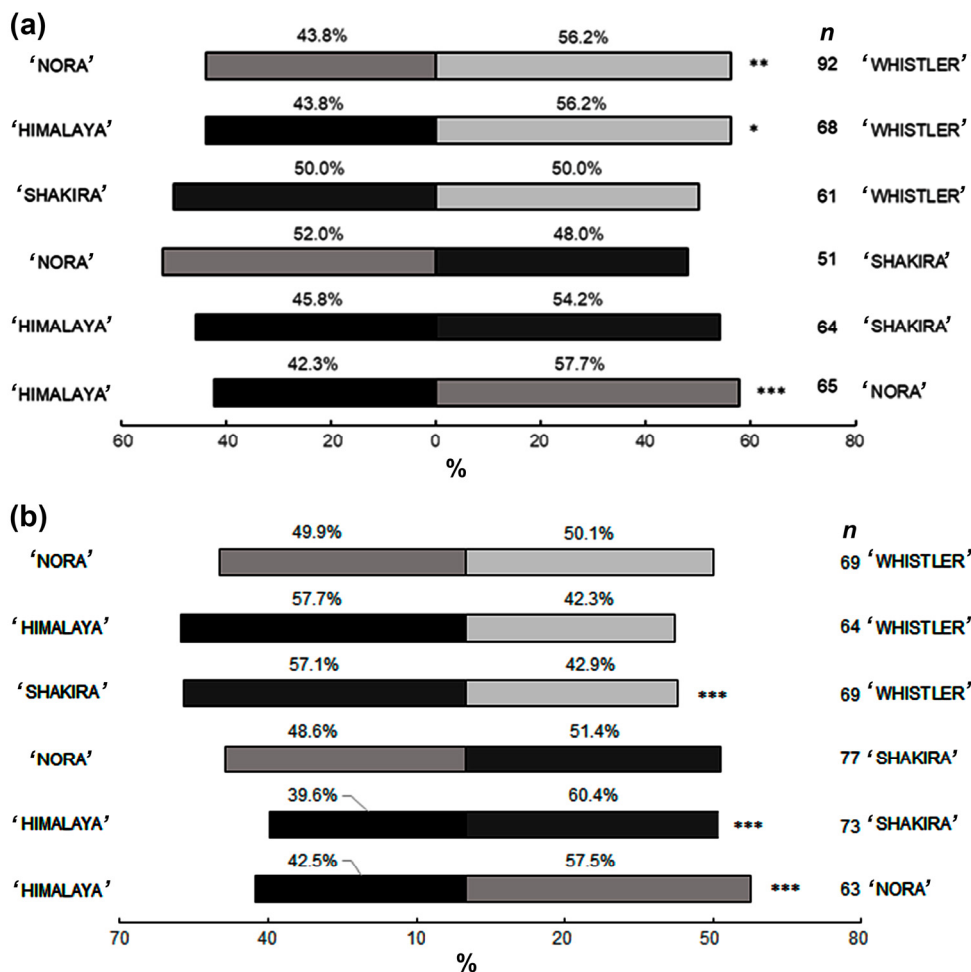 (a)
n
43.8% 56.2%
‘NORA’ ** 92 ‘WHISTLER’
43.8% 56.2%
‘HIMALAYA’ * 68 ‘WHISTLER’
50.0% 50.0%
‘SHAKIRA’ 61 ‘WHISTLER’
52.0% 48.0%
‘NORA’ 51 ‘SHAKIRA’
45.8% 54.2%
‘HIMALAYA’ 64 ‘SHAKIRA’
42.3% 57.7%
‘HIMALAYA’ *** 65 ‘NORA’
60 40 20 0 20 40 60 80
%
(b)
n
49.9% 50.1%
‘NORA’ 69 ‘WHISTLER’
57.7% 42.3%
‘HIMALAYA’ 64 ‘WHISTLER’
57.1% 42.9%
‘SHAKIRA’ *** 69 ‘WHISTLER’
48.6% 51.4%
‘NORA’ 77 ‘SHAKIRA’
39.6% 60.4%
‘HIMALAYA’ *** 73 ‘SHAKIRA’
42.5% 57.5%
‘HIMALAYA’ *** 63 ‘NORA’
70 40 10 20 50 80
%